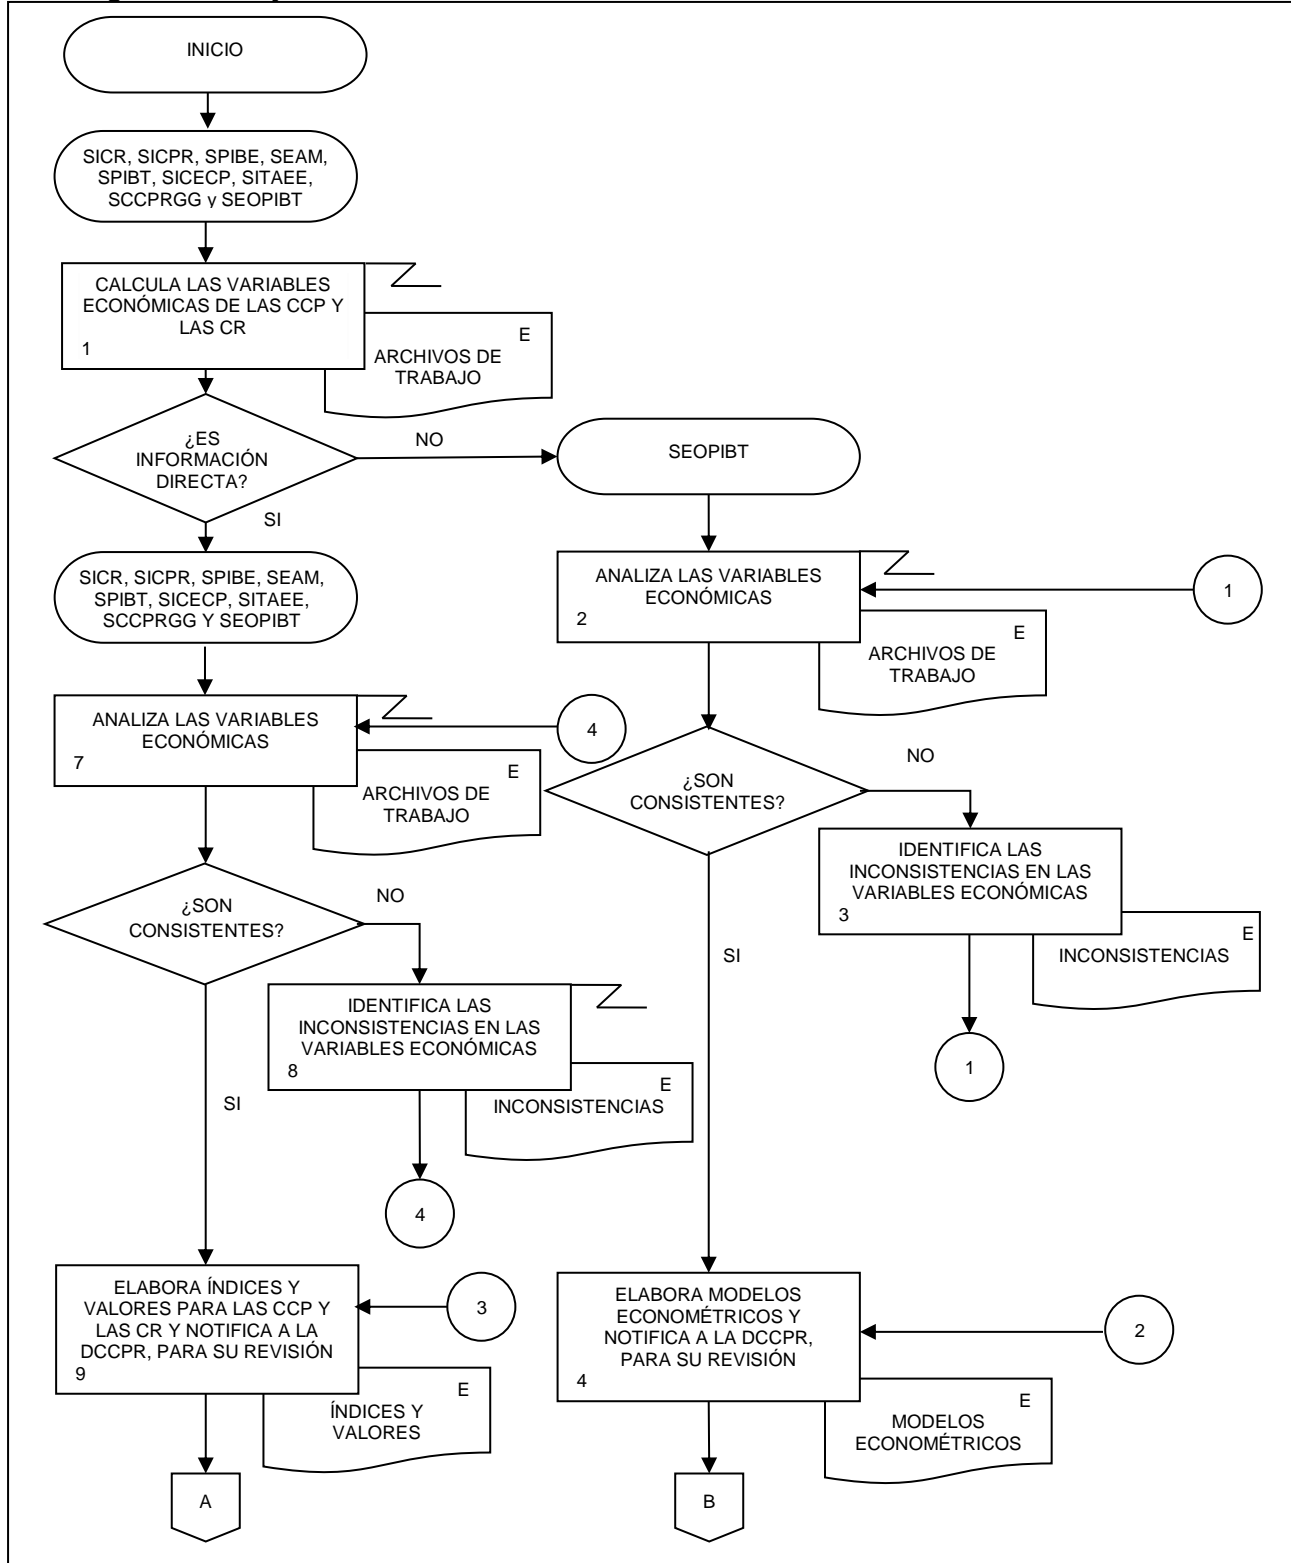 INICIO
SICR, SICPR, SPIBE, SEAM,
SPIBT, SICECP, SITAEE,
SCCPRGG y SEOPIBT
CALCULA LAS VARIABLES
ECONÓMICAS DE LAS CCP Y
LAS CR
1
E
ARCHIVOS DE
TRABAJO
¿ES
INFORMACIÓN
DIRECTA?
NO
SI
SEOPIBT
ANALIZA LAS VARIABLES
ECONÓMICAS
2
1
E
ARCHIVOS DE
TRABAJO
SICR, SICPR, SPIBE, SEAM,
SPIBT, SICECP, SITAEE,
SCCPRGG Y SEOPIBT
ANALIZA LAS VARIABLES
ECONÓMICAS
7
4
E
ARCHIVOS DE
TRABAJO
¿SON
CONSISTENTES?
NO
SI
IDENTIFICA LAS
INCONSISTENCIAS EN LAS
VARIABLES ECONÓMICAS
3
E
INCONSISTENCIAS
1
¿SON
CONSISTENTES?
NO
SI
IDENTIFICA LAS
INCONSISTENCIAS EN LAS
VARIABLES ECONÓMICAS
8
E
INCONSISTENCIAS
4
ELABORA ÍNDICES Y
VALORES PARA LAS CCP Y
LAS CR Y NOTIFICA A LA
DCCPR, PARA SU REVISIÓN
9
3
E
ÍNDICES Y
VALORES
A
ELABORA MODELOS
ECONOMÉTRICOS Y
NOTIFICA A LA DCCPR,
PARA SU REVISIÓN
4
2
E
MODELOS
ECONOMÉTRICOS
B